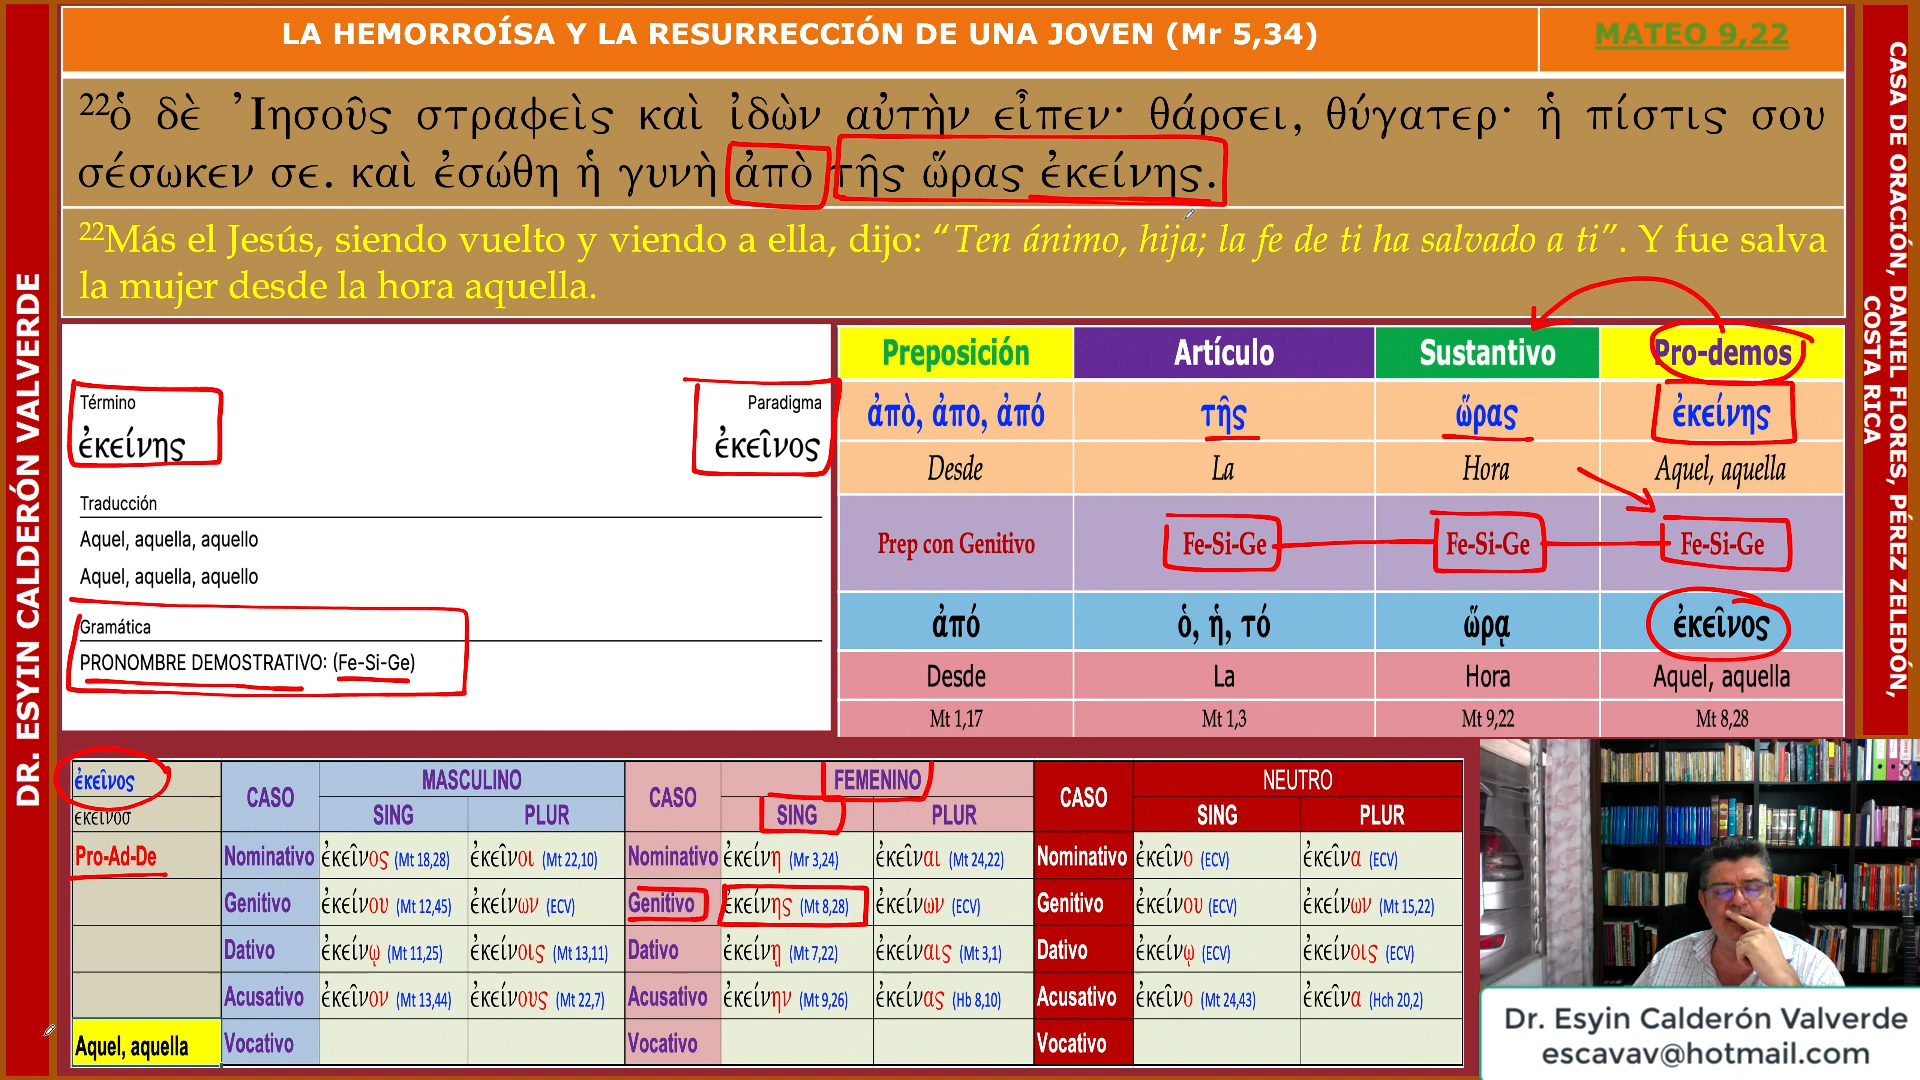 LA HEMORROÍSA Y LA RESURRECCIÓN DE UNA JOVEN (Mr 5,34)
MATEO 9,22
²²ὁ δὲ Ἰησοῦς στραφεὶς καὶ ἰδὼν αὐτὴν εἶπεν· θάρσει, θύγατερ· ἡ πίστις σου
σέσωκεν σε. καὶ ἐσώθη ἡ γυνὴ ἀπὸ τῆς ὥρας ἐκείνης.
²²Más el Jesús, siendo vuelto y viendo a ella, dijo: “Ten ánimo, hija; la fe de ti ha salvado a ti”. Y fue salva
la mujer desde la hora aquella.
DR. ESYIN CALDERÓN VALVERDE
CASA DE ORACIÓN, DANIEL FLORES, PÉREZ ZELEDÓN,
COSTA RICA
Término
Paradigma
ἐκείνης
ἐκεῖνος
Traducción
Aquel, aquella, aquello
Aquel, aquella, aquello
Gramática
PRONOMBRE DEMOSTRATIVO: (Fe-Si-Ge)
Preposición Artículo Sustantivo Pro-demos
ἀπὸ, ἀπο, ἀπό τῆς ὥρας ἐκείνης
Desde La Hora Aquel, aquella
Prep con Genitivo Fe-Si-Ge Fe-Si-Ge Fe-Si-Ge
ἀπό ὁ, ἡ, τό ὥρᾳ ἐκεῖνος
Desde La Hora Aquel, aquella
Mt 1,17 Mt 1,3 Mt 9,22 Mt 8,28
ἐκεῖνος CASO MASCULINO CASO FEMENINO CASO NEUTRO
εκεινοσ SING PLUR SING PLUR SING PLUR
Pro-Ad-De Nominativo ἐκεῖνος (Mt 18,28) ἐκεῖνοι (Mt 22,10) Nominativo ἐκείνη (Mr 3,24) ἐκεῖναι (Mt 24,22) Nominativo ἐκεῖνο (ECV) ἐκεῖνα (ECV)
Genitivo ἐκείνου (Mt 12,45) ἐκείνων (ECV) Genitivo ἐκείνης (Mt 8,28) ἐκείνων (ECV) Genitivo ἐκείνου (ECV) ἐκείνων (Mt 15,22)
Dativo ἐκείνῳ (Mt 11,25) ἐκείνοις (Mt 13,11) Dativo ἐκείνῃ (Mt 7,22) ἐκείναις (Mt 3,1) Dativo ἐκείνῳ (ECV) ἐκείνοις (ECV)
Acusativo ἐκεῖνον (Mt 13,44) ἐκείνους (Mt 22,7) Acusativo ἐκείνην (Mt 9,26) ἐκείνας (Hb 8,10) Acusativo ἐκεῖνο (Mt 24,43) ἐκεῖνα (Hch 20,2)
Aquel, aquella Vocativo Vocativo Vocativo
Dr. Esyin Calderón Valverde
escavav@hotmail.com